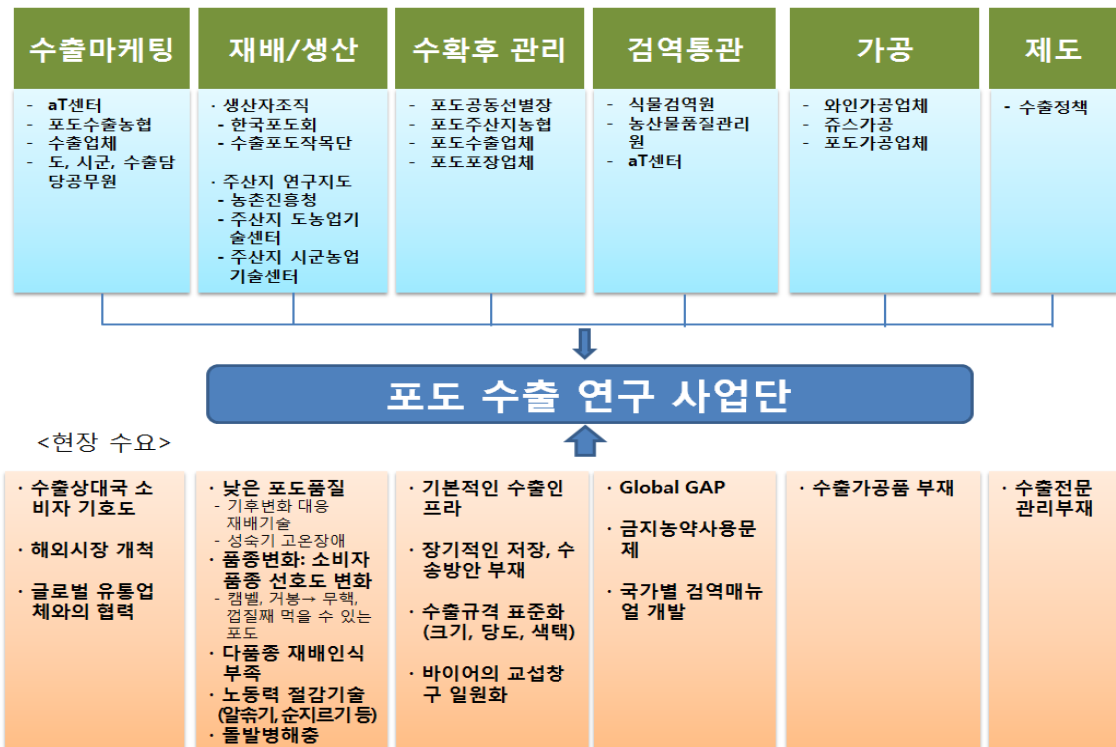 수출마케팅
- aT센터
- 포도수출농협
- 수출업체
- 도, 시군, 수출담
당공무원
재배/생산
· 생산자조직
- 한국포도회
- 수출포도작목단
· 주산지 연구지도
- 농촌진흥청
- 주산지 도농업기
술센터
- 주산지 시군농업
기술센터
수확후 관리
- 포도공동선별장
- 포도주산지농협
- 포도수출업체
- 포도포장업체
검역통관
- 식물검역원
- 농산물품질관리
원
- aT센터
가공
- 와인가공업체
- 쥬스가공
- 포도가공업체
제도
- 수출정책
포도 수출 연구 사업단
<현장 수요>
· 수출상대국 소
비자 기호도
· 해외시장 개척
· 글로벌 유통업
체와의 협력
· 낮은 포도품질
- 기후변화 대응
재배기술
- 성숙기 고온장애
· 품종변화: 소비자
품종 선호도 변화
- 캠벨, 거봉→ 무핵,
껍질째 먹을 수 있는
포도
· 다품종 재배인식
부족
· 노동력 절감기술
(알솎기, 순지르기 등)
· 돌발병해충
· 기본적인 수출인
프라
· 장기적인 저장, 수
송방안 부재
· 수출규격 표준화
(크기, 당도, 색택)
· 바이어의 교섭창
구 일원화
· Global GAP
· 금지농약사용문
제
· 국가별 검역매뉴
얼 개발
· 수출가공품 부재
· 수출전문
관리부재